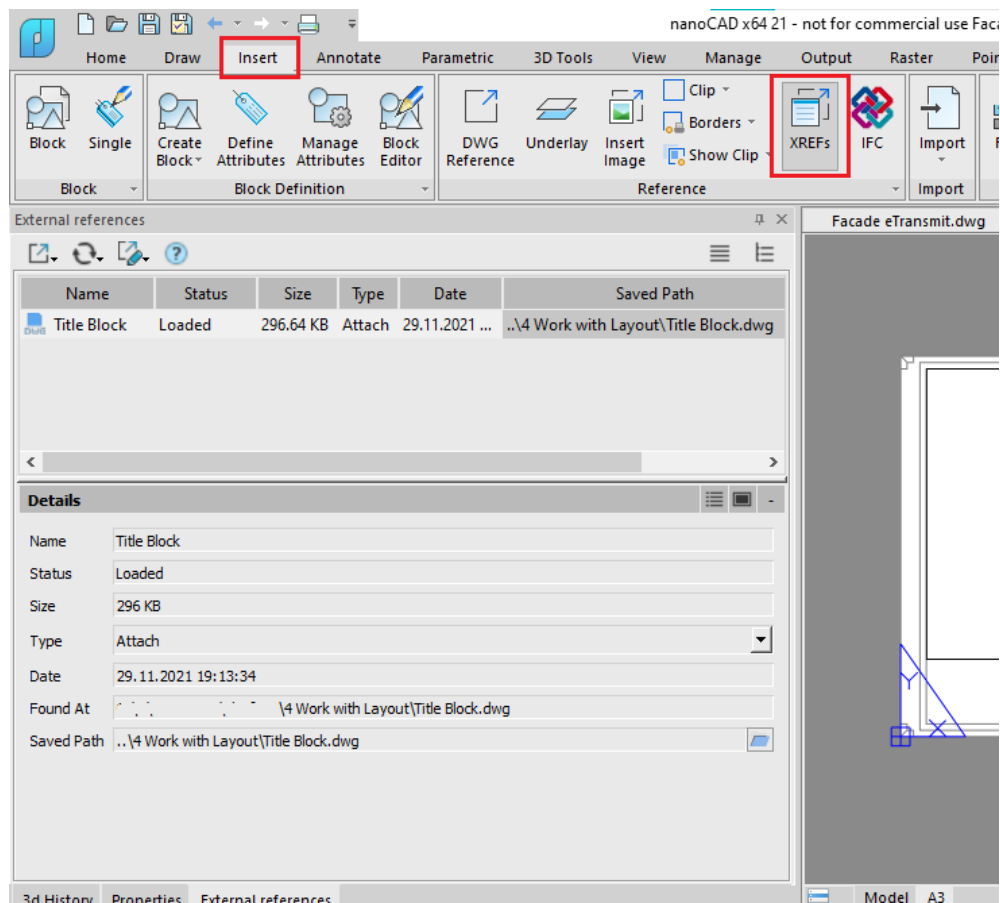 nanoCAD x64 21 - not for commercial use Faca
Home Draw Insert Annotate Parametric 3D Tools View Manage Output Raster Poin
Block Single Create Block Define Attributes Manage Attributes Block Editor DWG Reference Underlay Insert Image Clip Borders Show Clip XREFs IFC Import
Block Block Definition Reference Import
External references
Facade eTransmit.dwg
Name Status Size Type Date Saved Path
DWG Title Block Loaded 296.64 KB Attach 29.11.2021 ... ..\4 Work with Layout\Title Block.dwg
Details
Name Title Block
Status Loaded
Size 296 KB
Type Attach
Date 29.11.2021 19:13:34
Found At \4 Work with Layout\Title Block.dwg
Saved Path ..\4 Work with Layout\Title Block.dwg
Y
X
3d History Properties External references Model A3